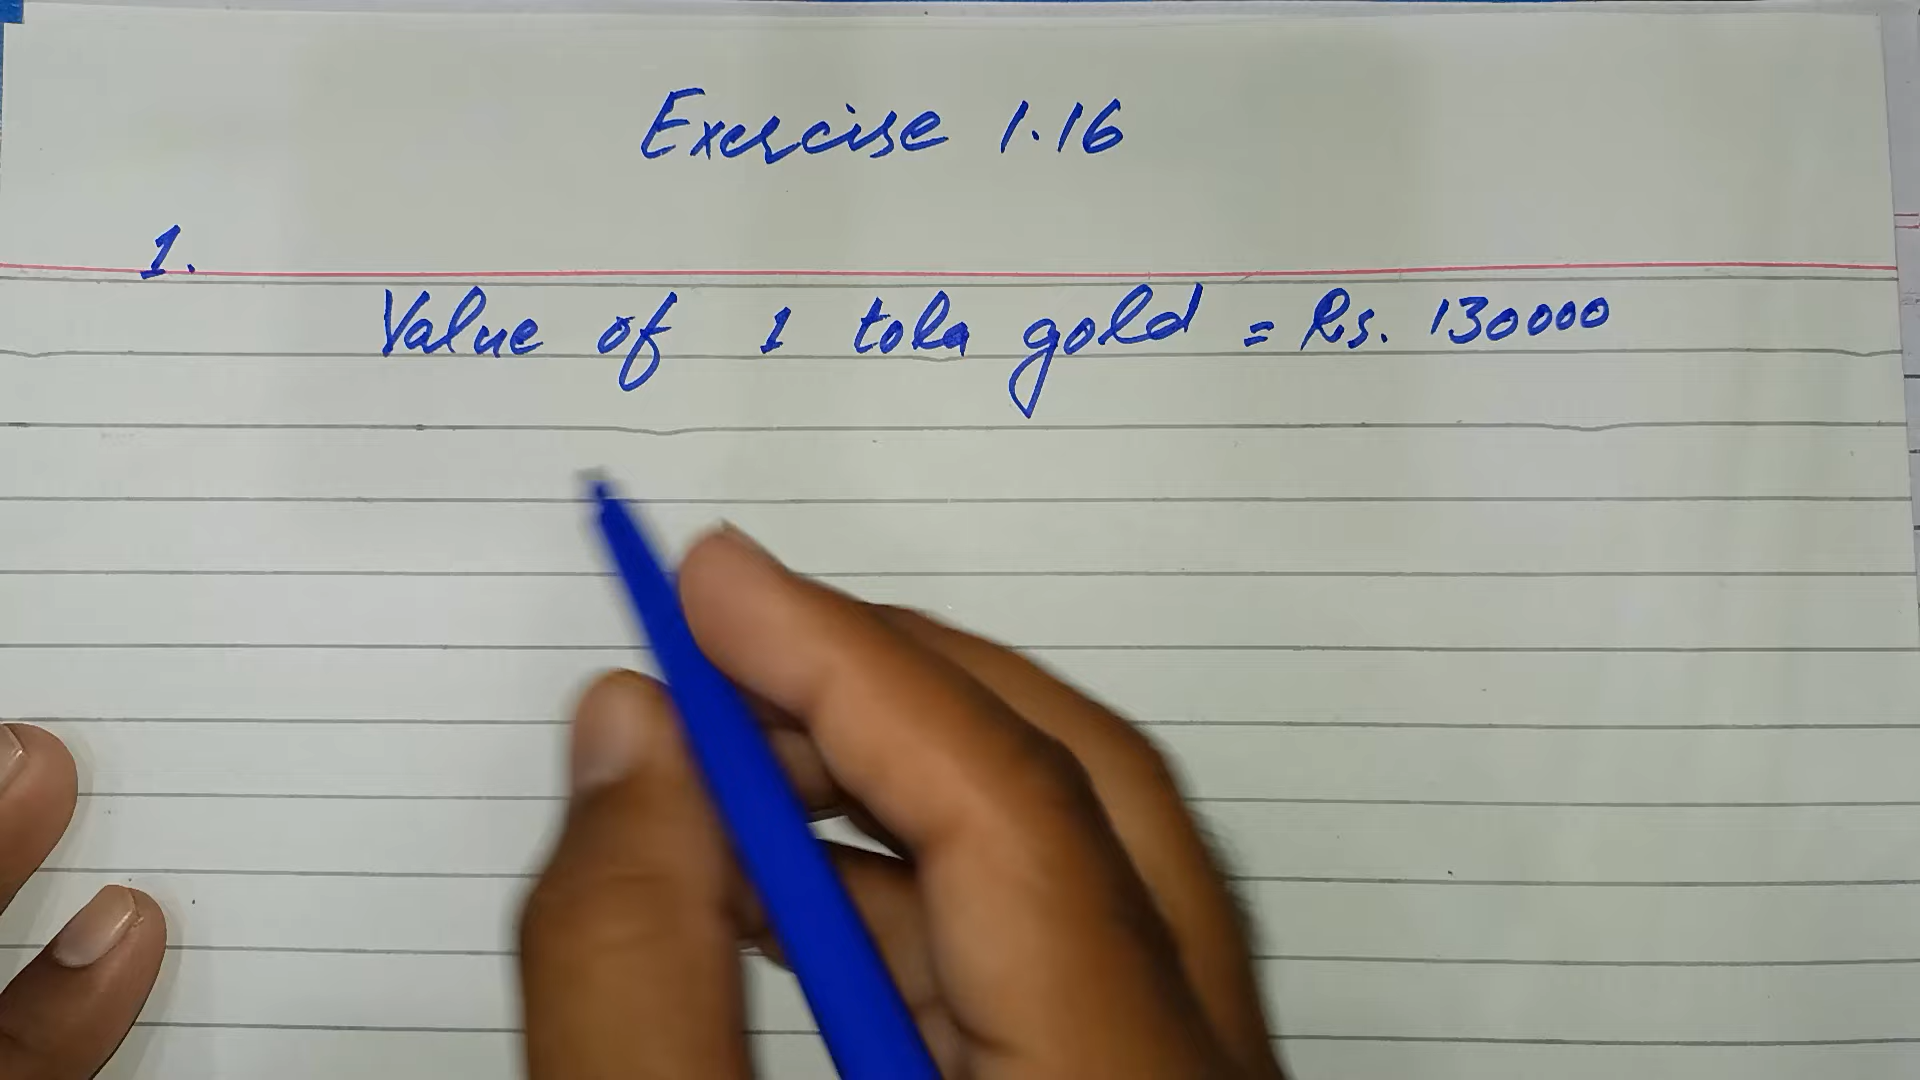 Exercise 1.16
1.
Value of 1 tola gold = Rs. 130000